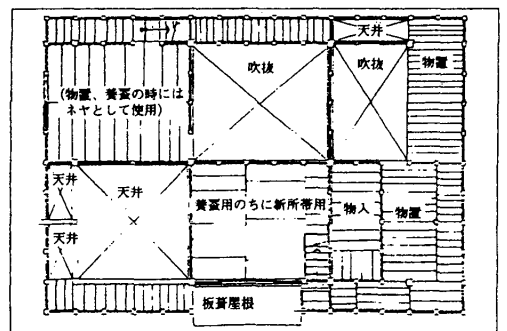 天井
吹抜
吹抜
物置
(物置、養蚕の時には
ネヤとして使用)
天井
天井
養蚕用のちに新所帯用
物入
物置
天井
板葺屋根